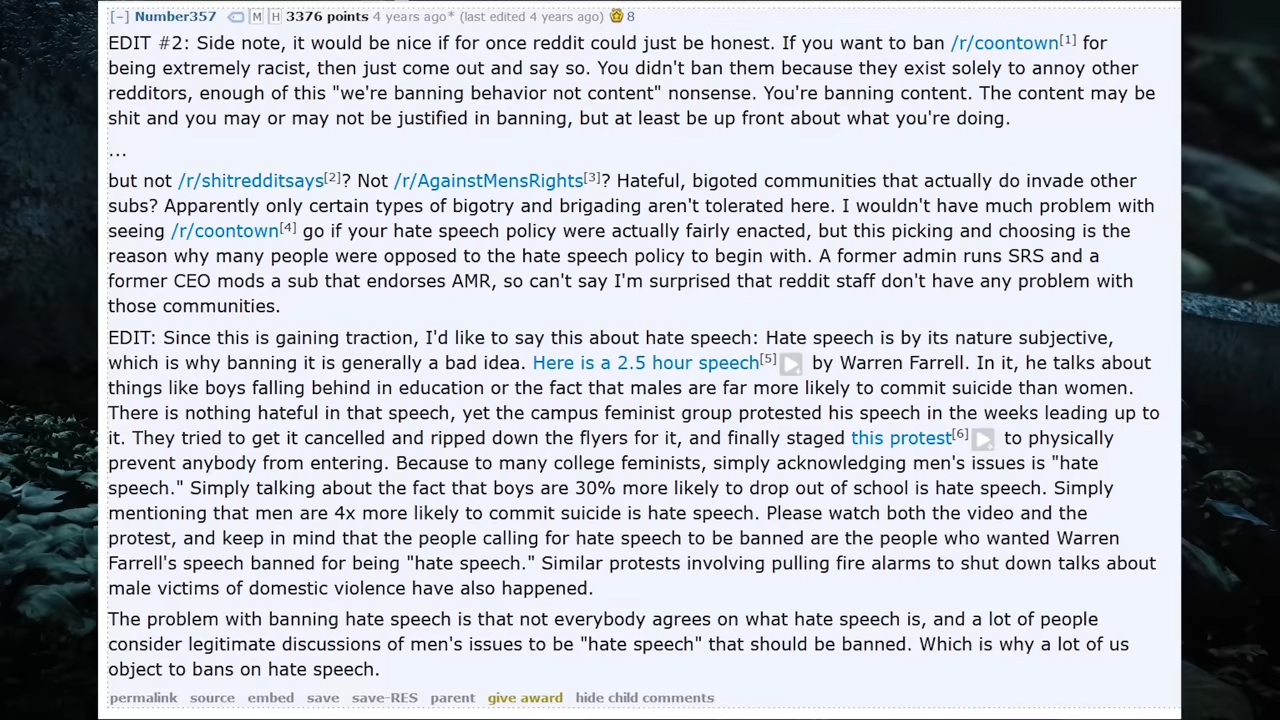 [−] Number357 M H 3376 points 4 years ago* (last edited 4 years ago) 8
EDIT #2: Side note, it would be nice if for once reddit could just be honest. If you want to ban /r/coontown[1] for
being extremely racist, then just come out and say so. You didn't ban them because they exist solely to annoy other
redditors, enough of this "we're banning behavior not content" nonsense. You're banning content. The content may be
shit and you may or may not be justified in banning, but at least be up front about what you're doing.
...
but not /r/shitredditsays[2]? Not /r/AgainstMensRights[3]? Hateful, bigoted communities that actually do invade other
subs? Apparently only certain types of bigotry and brigading aren't tolerated here. I wouldn't have much problem with
seeing /r/coontown[4] go if your hate speech policy were actually fairly enacted, but this picking and choosing is the
reason why many people were opposed to the hate speech policy to begin with. A former admin runs SRS and a
former CEO mods a sub that endorses AMR, so can't say I'm surprised that reddit staff don't have any problem with
those communities.
EDIT: Since this is gaining traction, I'd like to say this about hate speech: Hate speech is by its nature subjective,
which is why banning it is generally a bad idea. Here is a 2.5 hour speech[5] by Warren Farrell. In it, he talks about
things like boys falling behind in education or the fact that males are far more likely to commit suicide than women.
There is nothing hateful in that speech, yet the campus feminist group protested his speech in the weeks leading up to
it. They tried to get it cancelled and ripped down the flyers for it, and finally staged this protest[6] to physically
prevent anybody from entering. Because to many college feminists, simply acknowledging men's issues is "hate
speech." Simply talking about the fact that boys are 30% more likely to drop out of school is hate speech. Simply
mentioning that men are 4x more likely to commit suicide is hate speech. Please watch both the video and the
protest, and keep in mind that the people calling for hate speech to be banned are the people who wanted Warren
Farrell's speech banned for being "hate speech." Similar protests involving pulling fire alarms to shut down talks about
male victims of domestic violence have also happened.
The problem with banning hate speech is that not everybody agrees on what hate speech is, and a lot of people
consider legitimate discussions of men's issues to be "hate speech" that should be banned. Which is why a lot of us
object to bans on hate speech.
permalink source embed save save-RES parent give award hide child comments